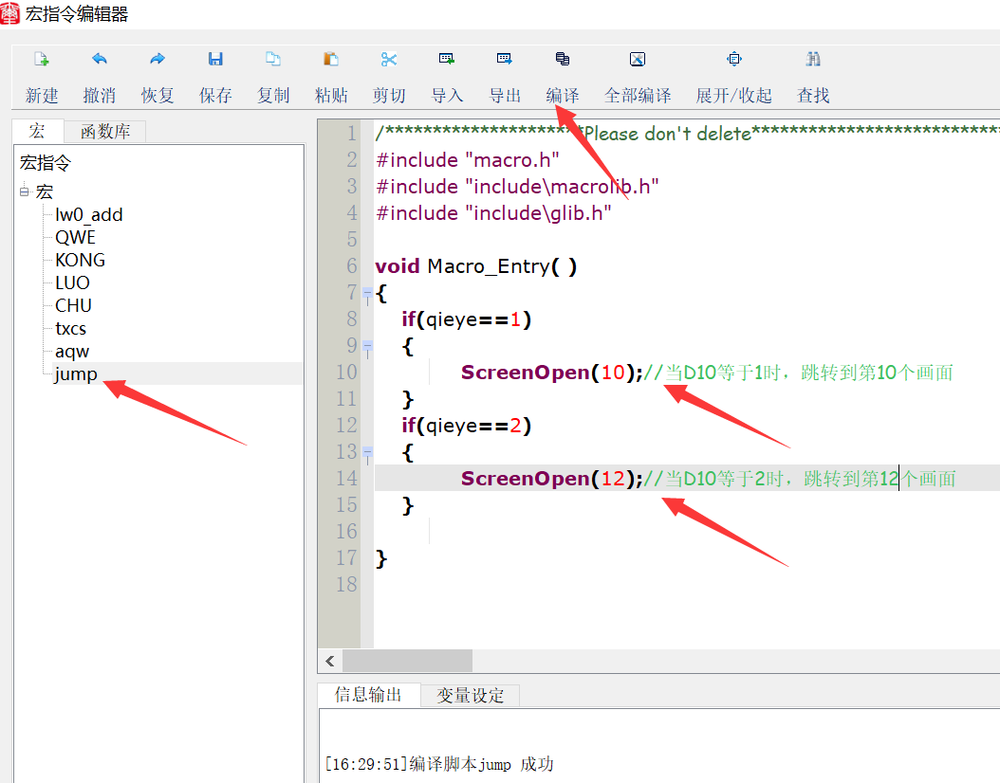 宏指令编辑器
新建 撤消 恢复 保存 复制 粘贴 剪切 导入 导出 编译 全部编译 展开/收起 查找
宏 函数库
宏指令
宏
lw0_add
QWE
KONG
LUO
CHU
txcs
aqw
jump
1 /*********************Please don't delete**************************
2 #include "macro.h"
3 #include "include\macrolib.h"
4 #include "include\glib.h"
5
6 void Macro_Entry( )
7 {
8 if(qieye==1)
9 {
10 ScreenOpen(10);//当D10等于1时，跳转到第10个画面
11 }
12 if(qieye==2)
13 {
14 ScreenOpen(12);//当D10等于2时，跳转到第12个画面
15 }
16
17 }
18
信息输出 变量设定
[16:29:51]编译脚本jump 成功